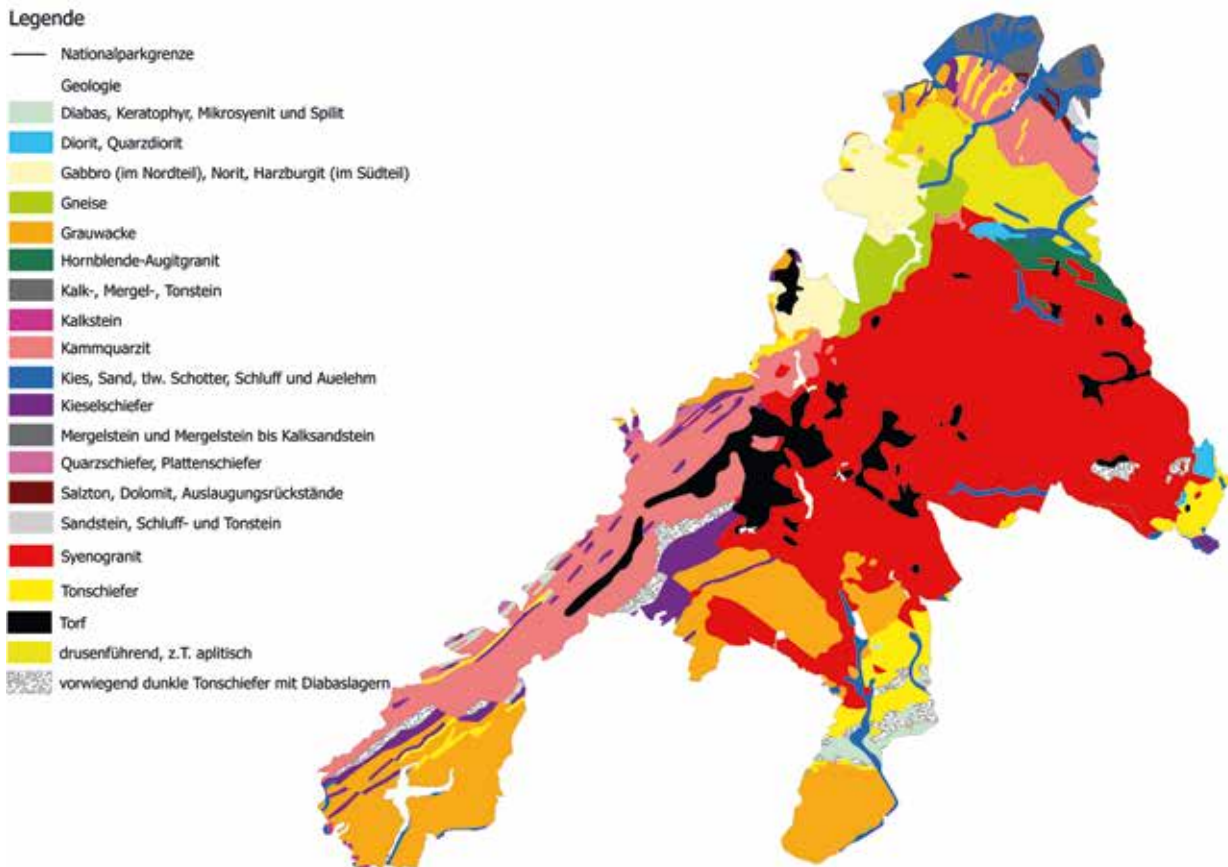 Legende
Nationalparkgrenze
Geologie
Diabas, Keratophyr, Mikrosyenit und Spilit
Diorit, Quarzdiorit
Gabbro (im Nordteil), Norit, Harzburgit (im Südteil)
Gneise
Grauwacke
Hornblende-Augitgranit
Kalk-, Mergel-, Tonstein
Kalkstein
Kammquarzit
Kies, Sand, tlw. Schotter, Schluff und Auelehm
Kieselschiefer
Mergelstein und Mergelstein bis Kalksandstein
Quarzschiefer, Plattenschiefer
Salzton, Dolomit, Auslaugungsrückstände
Sandstein, Schluff- und Tonstein
Syenogranit
Tonschiefer
Torf
drusenführend, z.T. aplitisch
vorwiegend dunkle Tonschiefer mit Diabaslagern